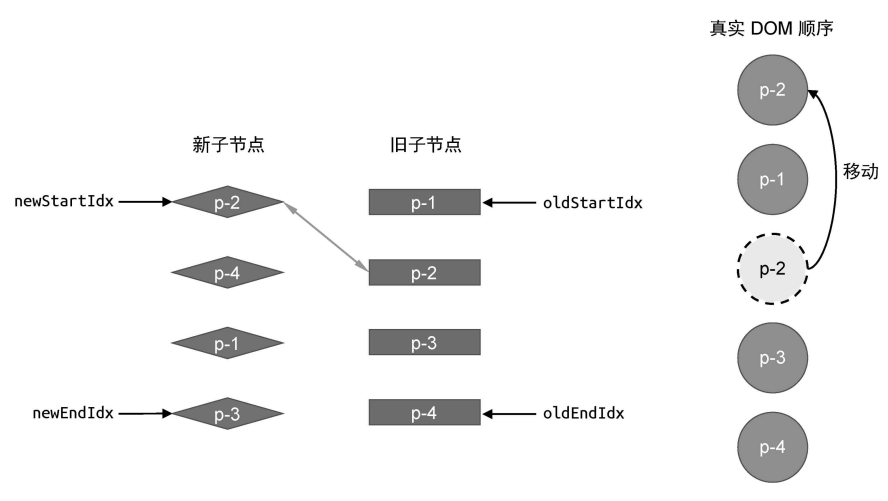 真实 DOM 顺序
p-2
新子节点 旧子节点
p-1
移动
newStartIdx p-2 p-1 oldStartIdx
p-4 p-2
p-2
p-1 p-3
p-3
newEndIdx p-3 p-4 oldEndIdx
p-4